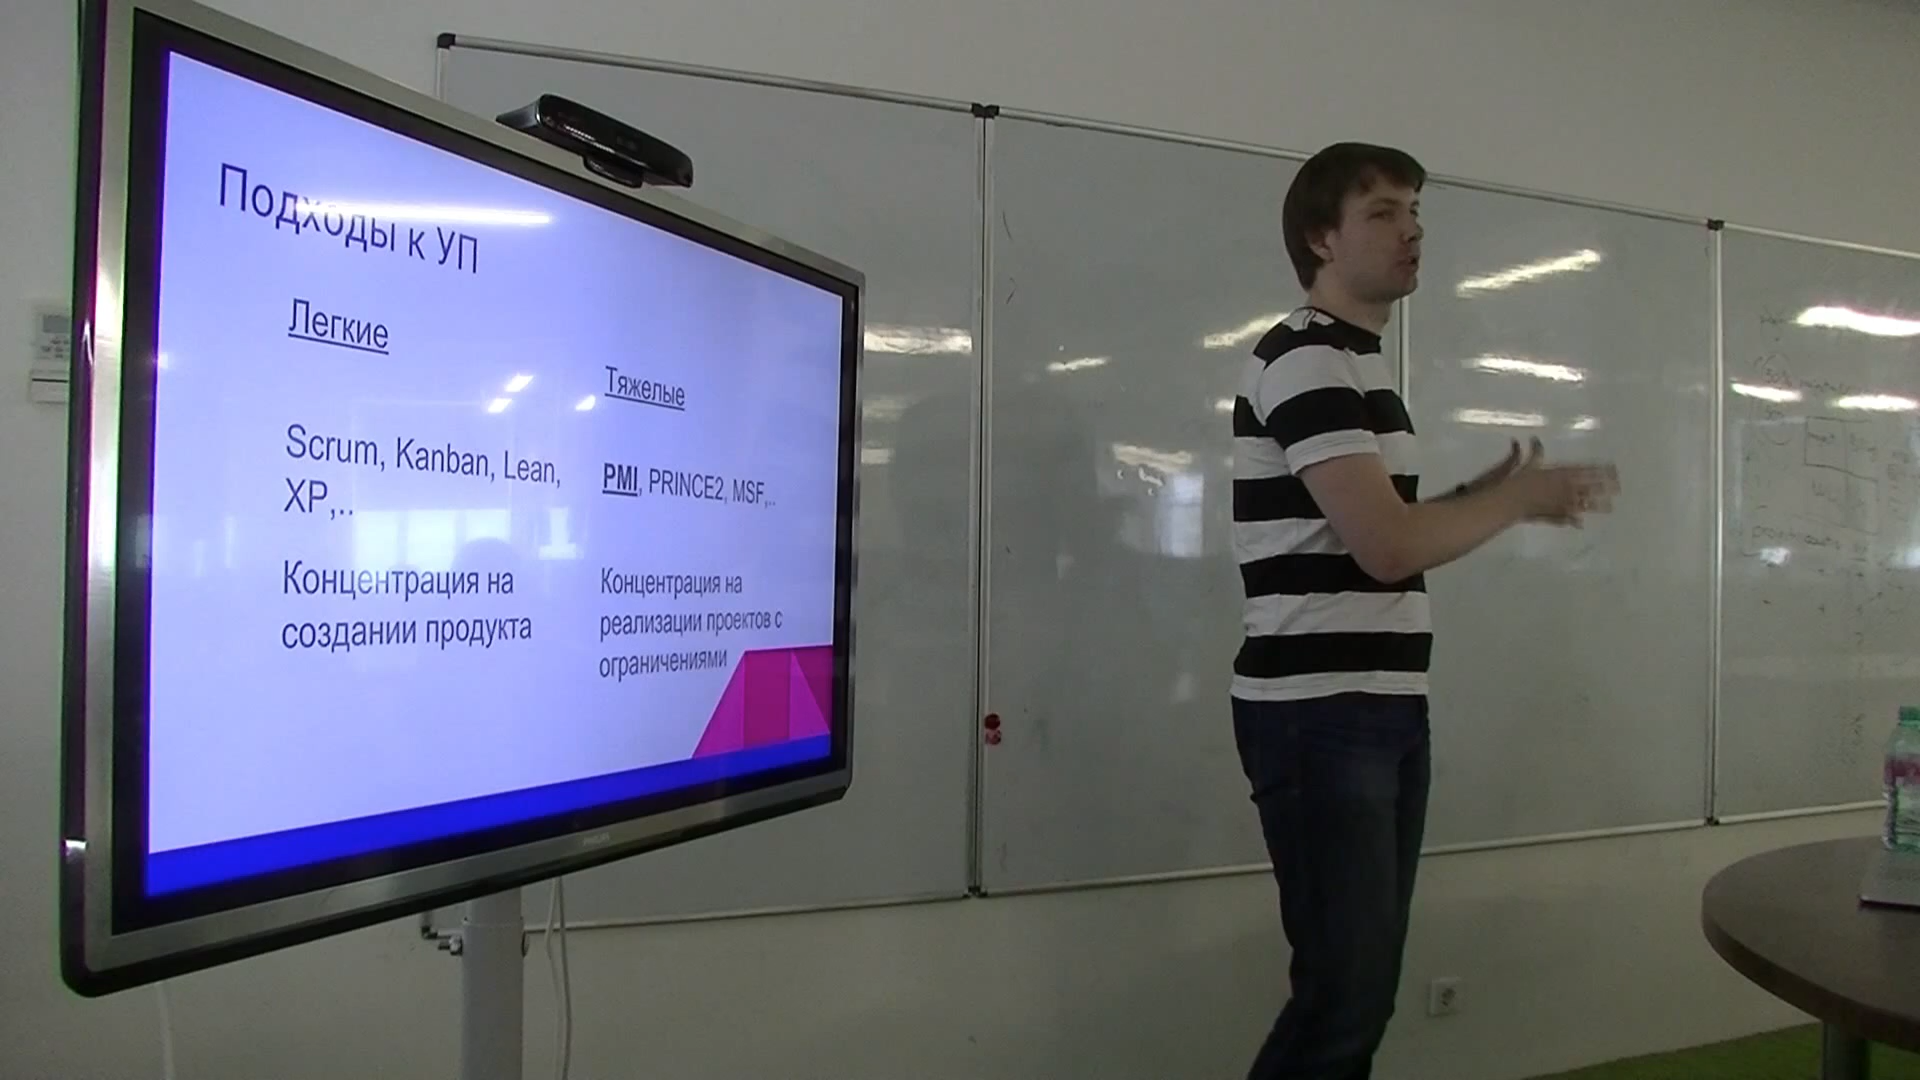 Подходы к УП
Легкие
Scrum, Kanban, Lean,
XP,..
Концентрация на
создании продукта
Тяжелые
PMI, PRINCE2, MSF,..
Концентрация на
реализации проектов с
ограничениями
PHILIPS